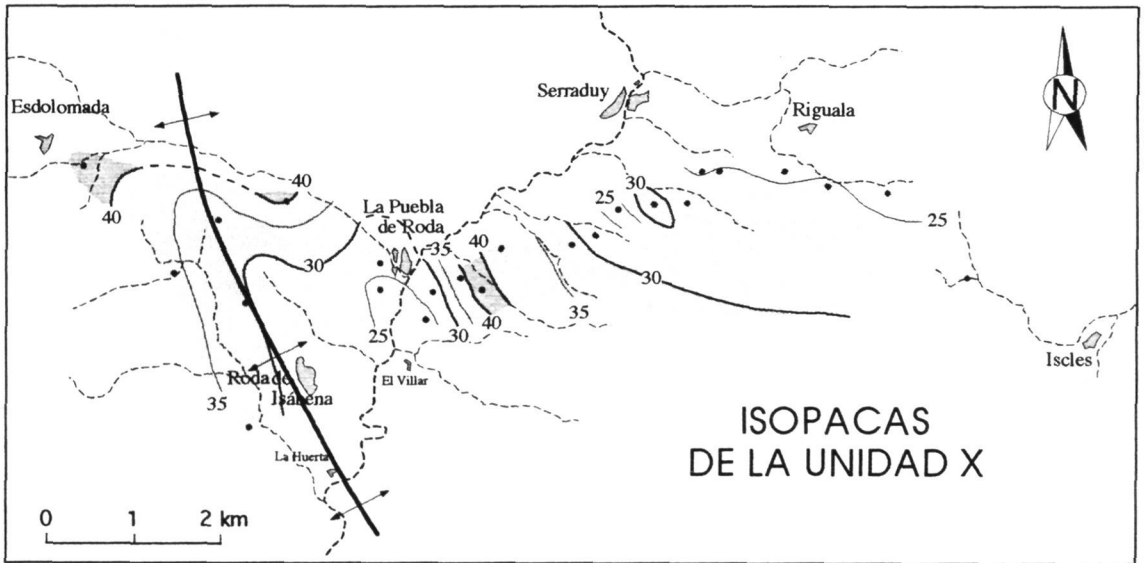 Serraduy
N
Esdolomada
Riguala
40
30
25
40
La Puebla
de Roda
40
35
25
30
30
35
25
30
40
Iscles
Roda de
Isábena
El Villar
35
ISOPACAS
DE LA UNIDAD X
La Huerta
0 1 2 km